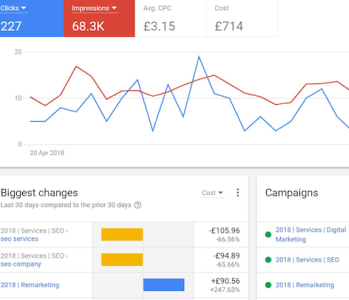 Clicks
Impressions
Avg. CPC
Cost
227
68.3K
£3.15
£714
20
10
0
20 Apr 2018
Biggest changes
Cost
Campaigns
Last 30 days compared to the prior 30 days
2018 | Services | SEO ›
seo services
-£105.96
-66.56%
2018 | Services | SEO ›
seo company
-£94.89
-65.66%
2018 | Remarketing
+£90.56
+247.63%
2018 | Services | Digital
Marketing
2018 | Services | SEO
2018 | Remarketing